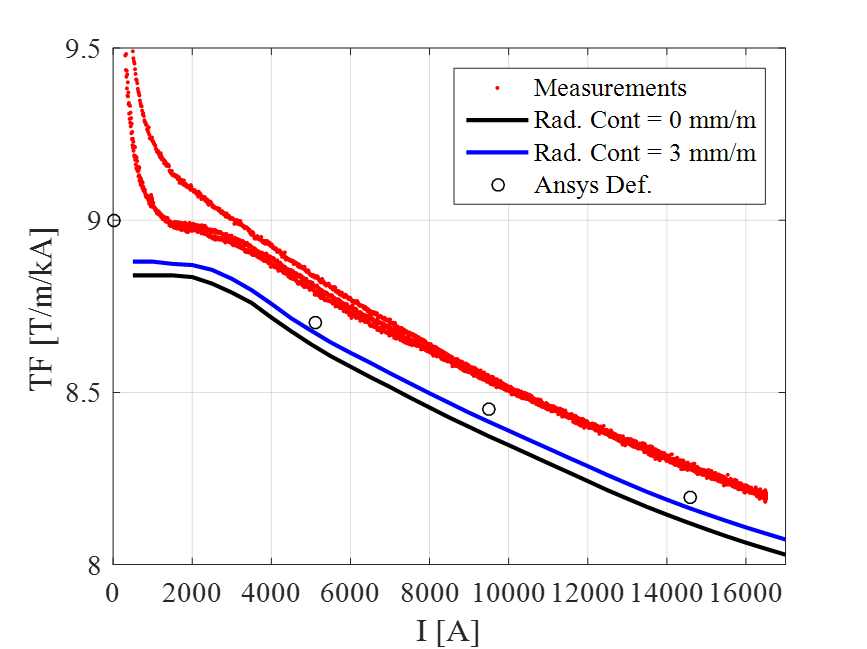 9.5
Measurements
Rad. Cont = 0 mm/m
Rad. Cont = 3 mm/m
Ansys Def.
9
TF [T/m/kA]
8.5
8
0 2000 4000 6000 8000 10000 12000 14000 16000
I [A]